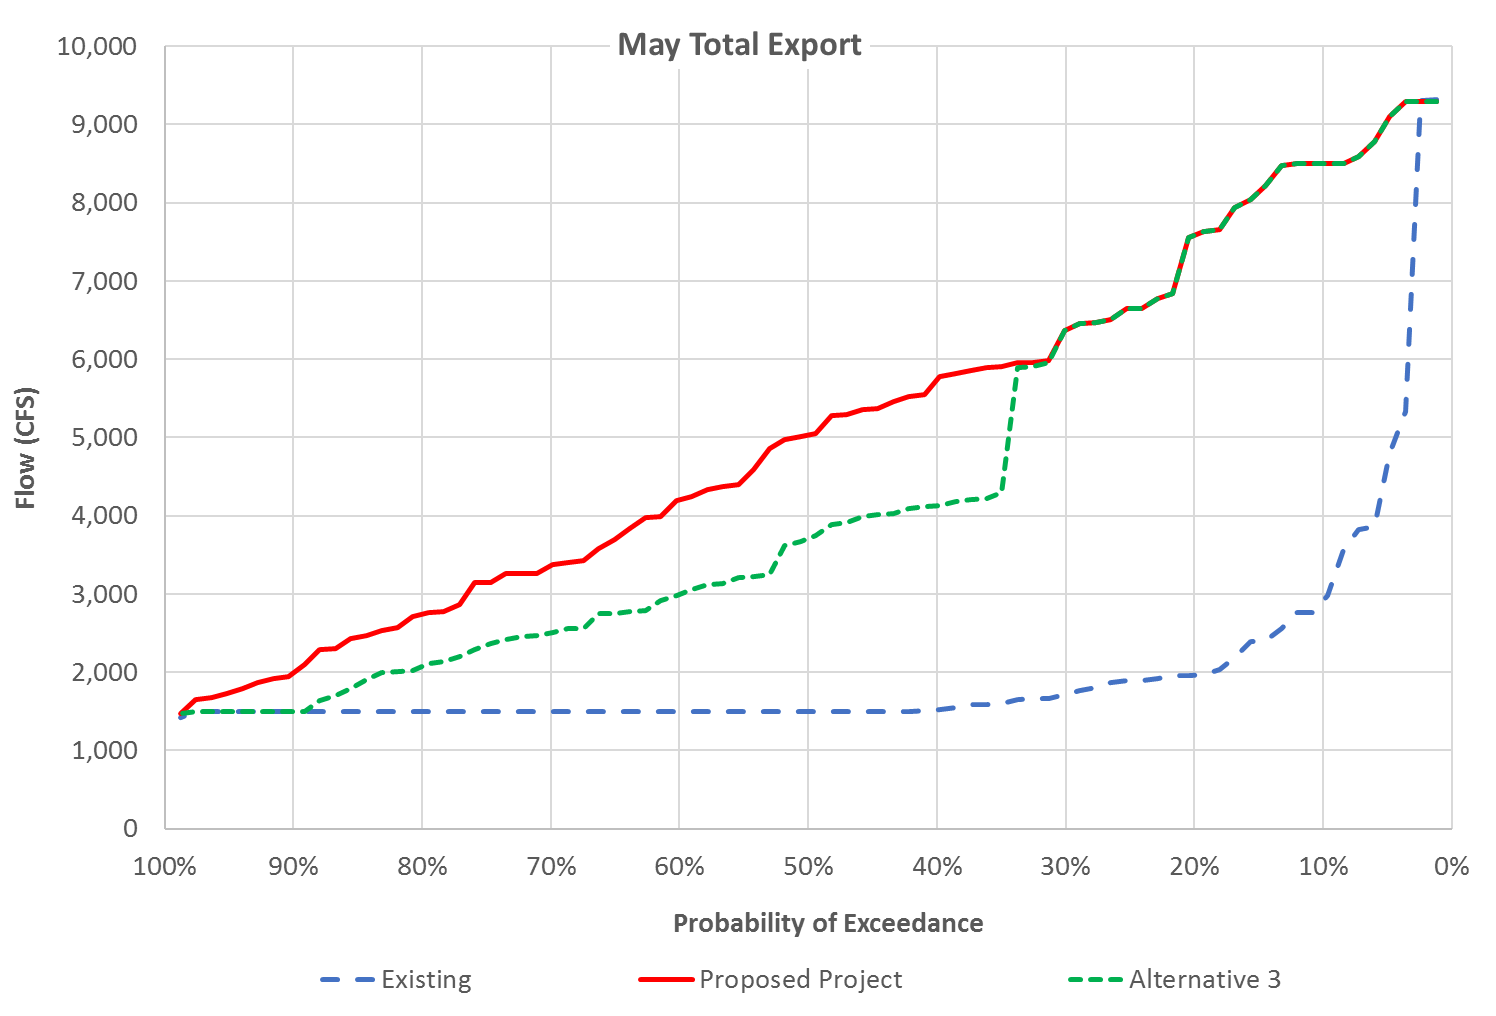 May Total Export
10,000
9,000
8,000
7,000
6,000
5,000
4,000
3,000
2,000
1,000
0
Flow (CFS)
100% 90% 80% 70% 60% 50% 40% 30% 20% 10% 0%
Probability of Exceedance
Existing Proposed Project Alternative 3